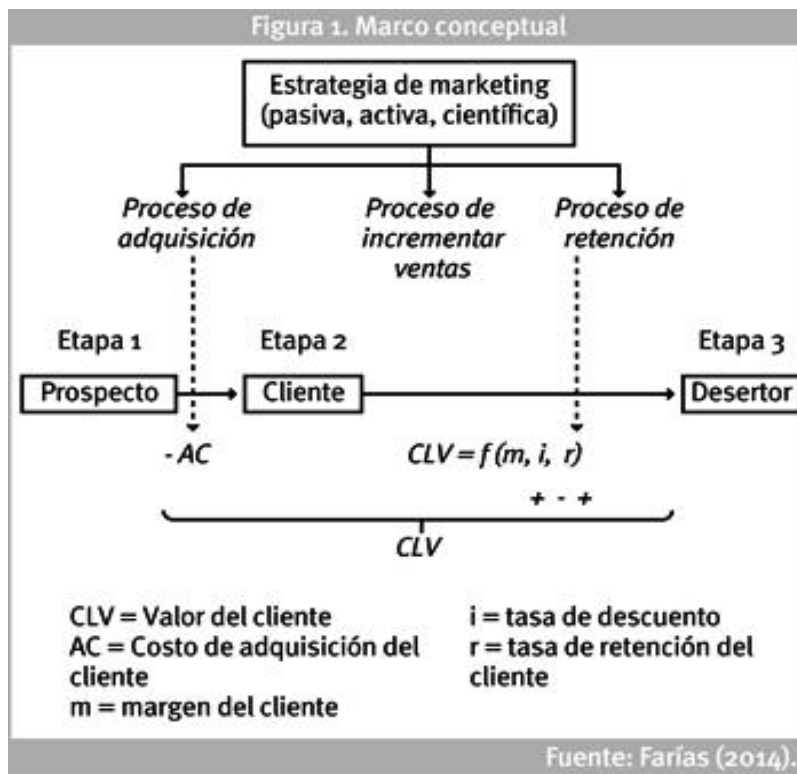 Figura 1. Marco conceptual
Estrategia de marketing
(pasiva, activa, científica)
Proceso de
adquisición
Proceso de
incrementar
ventas
Proceso de
retención
Etapa 1
Etapa 2
Etapa 3
Prospecto
Cliente
Desertor
- AC
CLV = f (m, i, r)
+ - +
CLV
CLV = Valor del cliente
AC = Costo de adquisición del
cliente
m = margen del cliente
i = tasa de descuento
r = tasa de retención del
cliente
Fuente: Farías (2014).